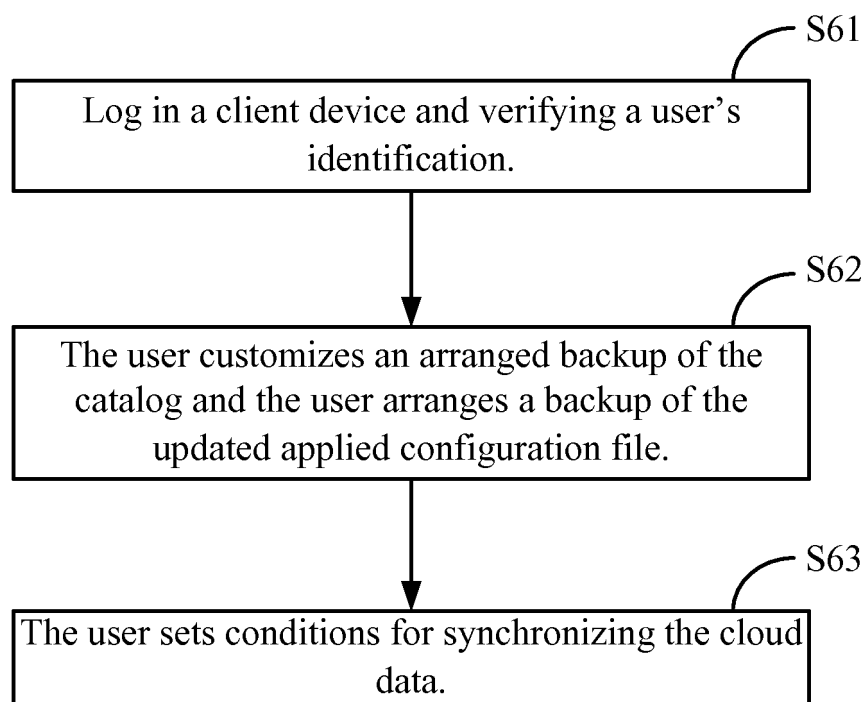 S61
Log in a client device and verifying a user's
identification.
S62
The user customizes an arranged backup of the
catalog and the user arranges a backup of the
updated applied configuration file.
S63
The user sets conditions for synchronizing the cloud
data.